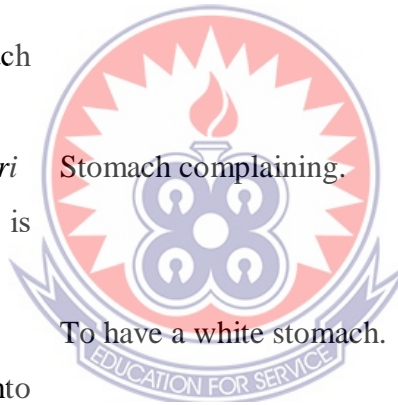 ch
ri Stomach complaining.
is
To have a white stomach.
EDUCATION FOR SERVICE
nto